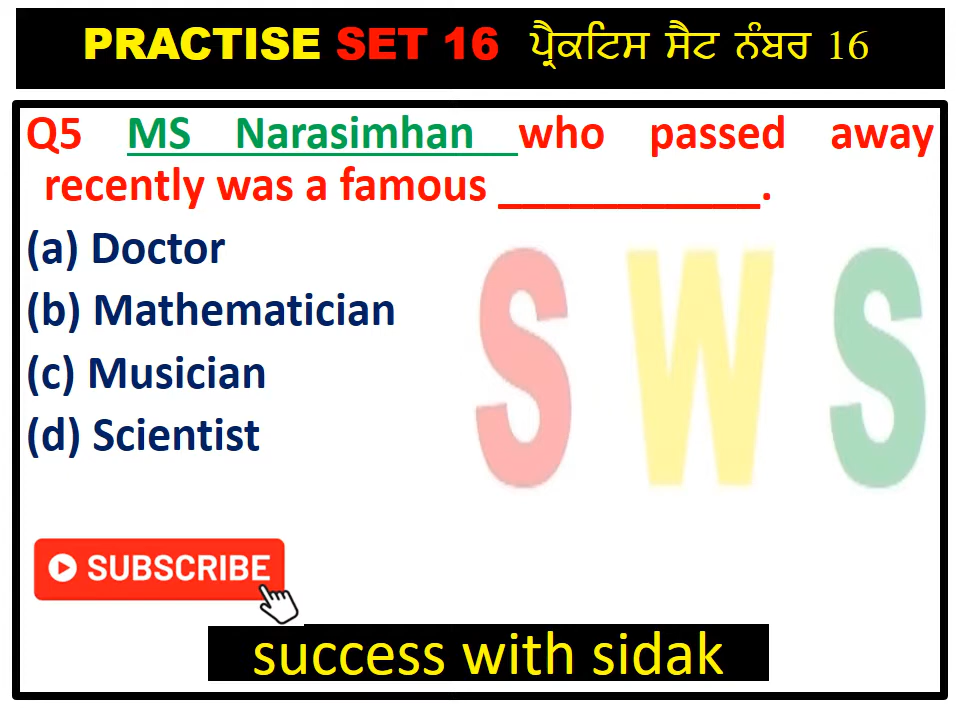 PRACTISE SET 16 ਪ੍ਰੈਕਟਿਸ ਸੈਟ ਨੰਬਰ 16
Q5 MS Narasimhan who passed away
recently was a famous ___________.
(a) Doctor
(b) Mathematician
(c) Musician
(d) Scientist
SWS
SUBSCRIBE
success with sidak